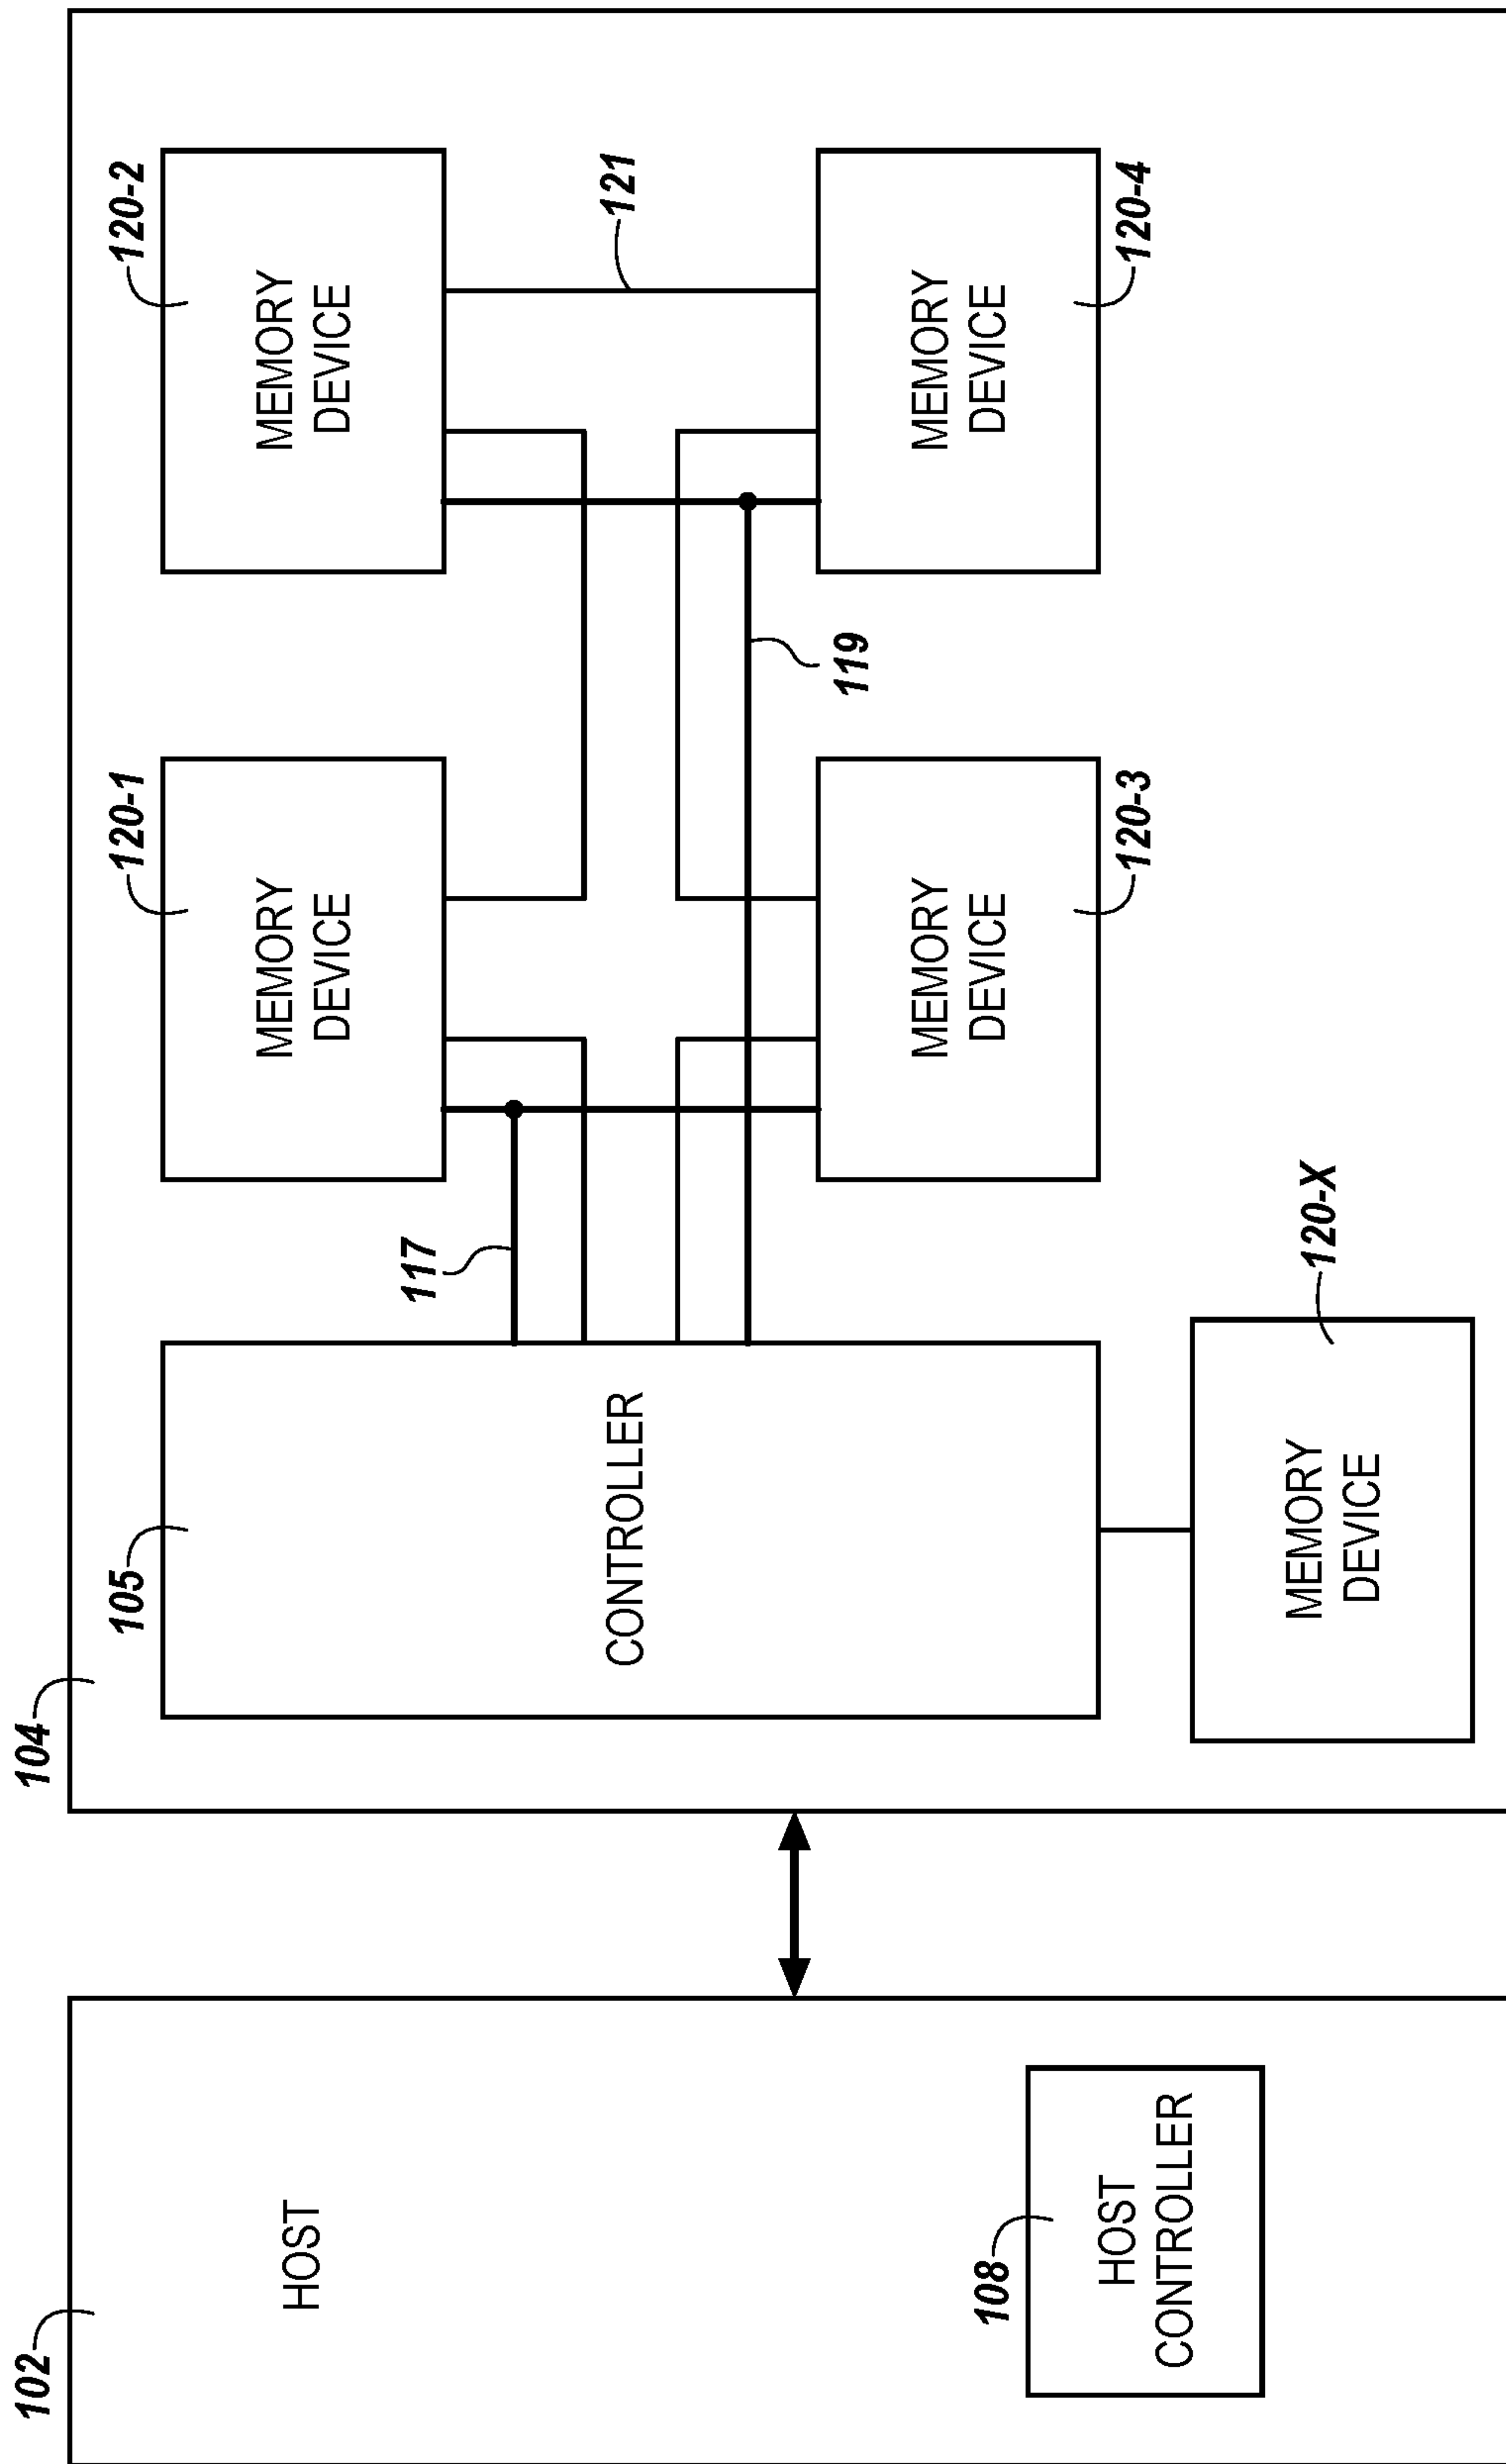 102
HOST
108
HOST
CONTROLLER
104
105
CONTROLLER
117
120-1
MEMORY
DEVICE
120-2
MEMORY
DEVICE
121
119
MEMORY
DEVICE
120-3
MEMORY
DEVICE
120-4
120-X
MEMORY
DEVICE